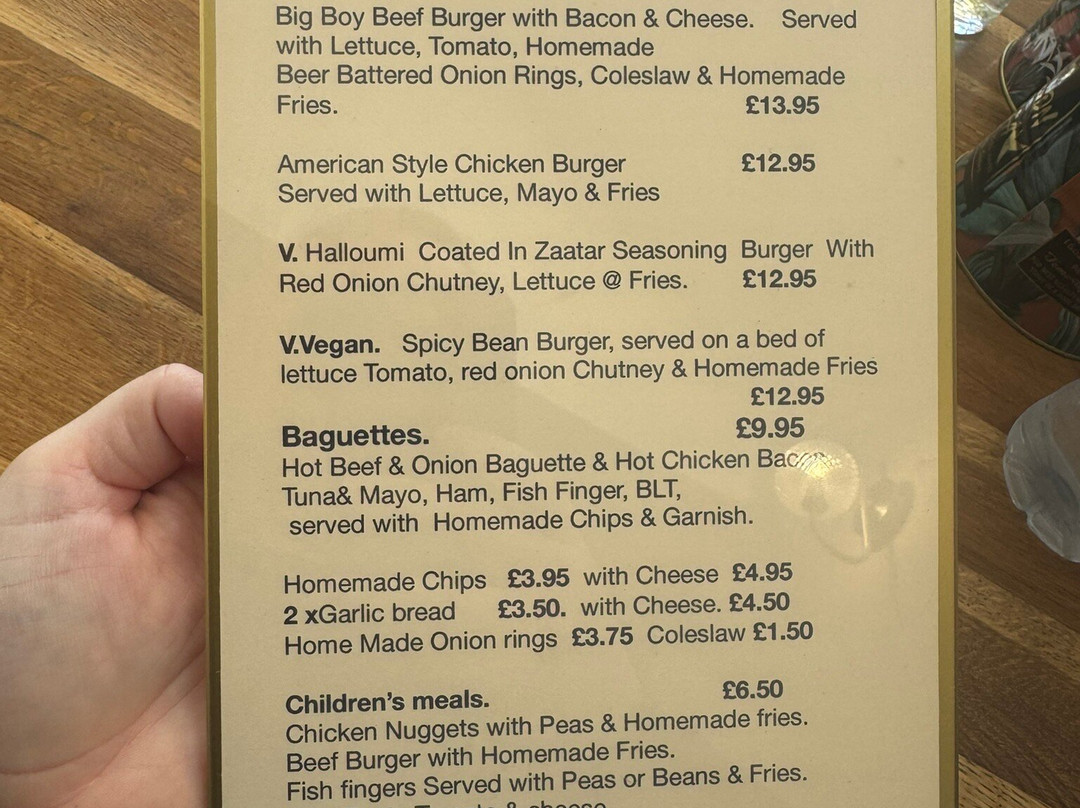 Big Boy Beef Burger with Bacon & Cheese. Served
with Lettuce, Tomato, Homemade
Beer Battered Onion Rings, Coleslaw & Homemade
Fries. £13.95
American Style Chicken Burger £12.95
Served with Lettuce, Mayo & Fries
V. Halloumi Coated In Zaatar Seasoning Burger With
Red Onion Chutney, Lettuce @ Fries. £12.95
V.Vegan. Spicy Bean Burger, served on a bed of
lettuce Tomato, red onion Chutney & Homemade Fries
£12.95
Baguettes. £9.95
Hot Beef & Onion Baguette & Hot Chicken Bacon
Tuna& Mayo, Ham, Fish Finger, BLT,
served with Homemade Chips & Garnish.
Homemade Chips £3.95 with Cheese £4.95
2 xGarlic bread £3.50. with Cheese. £4.50
Home Made Onion rings £3.75 Coleslaw £1.50
Children's meals. £6.50
Chicken Nuggets with Peas & Homemade fries.
Beef Burger with Homemade Fries.
Fish fingers Served with Peas or Beans & Fries.
Tomato & cheese